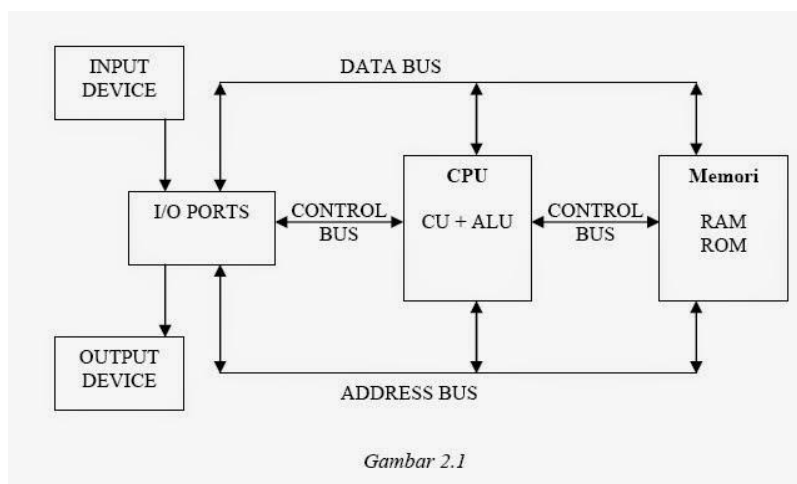 INPUT
DEVICE
DATA BUS
CPU
CU + ALU
Memori
RAM
ROM
I/O PORTS
CONTROL
BUS
CONTROL
BUS
OUTPUT
DEVICE
ADDRESS BUS
Gambar 2.1